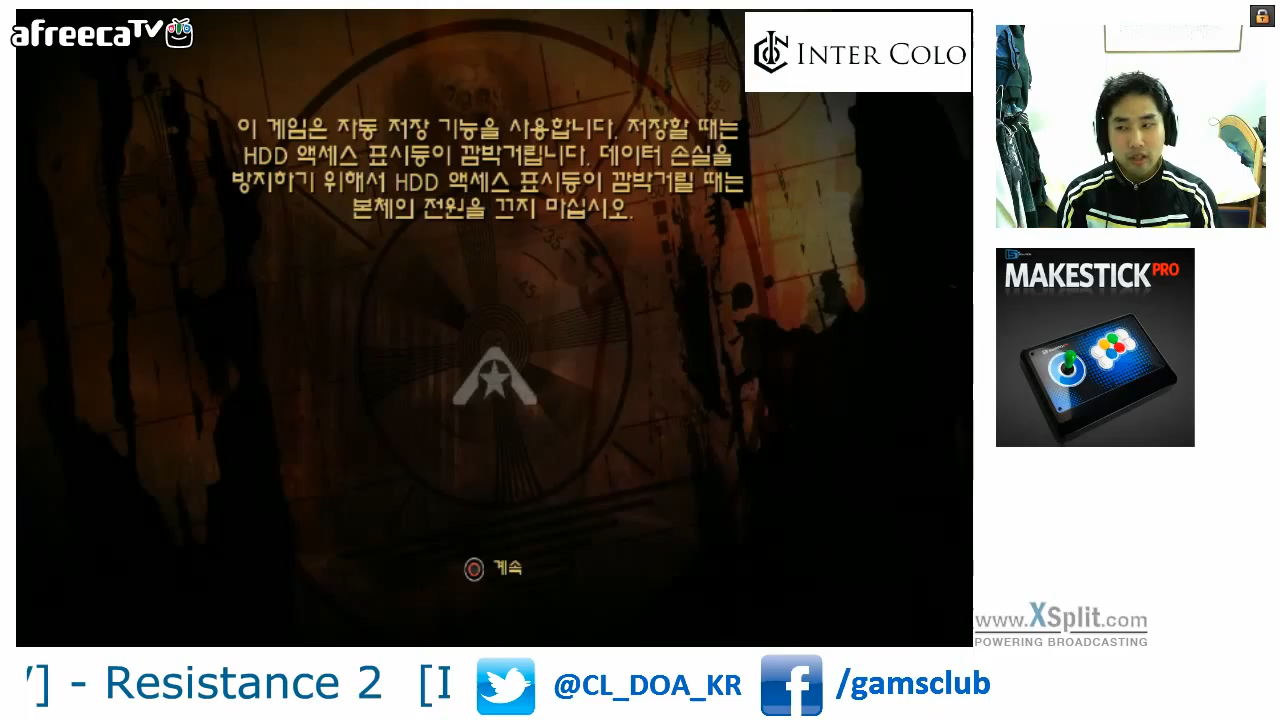 afreecaTV
INTER COLO
이 게임은 자동 저장 기능을 사용합니다. 저장할 때는
HDD 액세스 표시등이 깜박거립니다. 데이터 손실을
방지하기 위해서 HDD 액세스 표시등이 깜박거릴 때는
본체의 전원을 끄지 마십시오.
35
45
계속
MAKESTICK PRO
www.XSplit.com
POWERING BROADCASTING
] - Resistance 2 [I
@CL_DOA_KR
/gamsclub